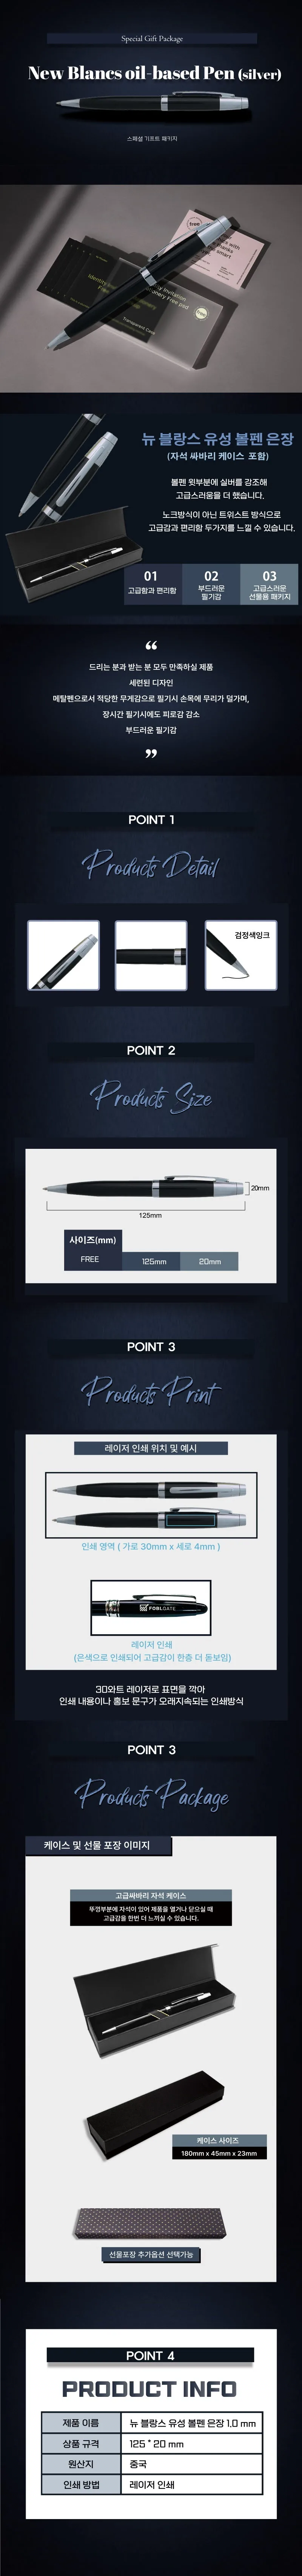 Special Gift Package
New Blancs oil-based Pen (silver)
스페셜 기프트 패키지
free
Transparent Case
뉴 블랑스 유성 볼펜 은장
(자석 싸바리 케이스 포함)
볼펜 윗부분에 실버를 강조해
고급스러움을 더 했습니다.
노크방식이 아닌 트위스트 방식으로
고급감과 편리함 두가지를 느낄 수 있습니다.
01
고급함과 편리함
02
부드러운
필기감
03
고급스러운
선물용 패키지
“
드리는 분과 받는 분 모두 만족하실 제품
세련된 디자인
메탈펜으로서 적당한 무게감으로 필기시 손목에 무리가 덜가며,
장시간 필기시에도 피로감 감소
부드러운 필기감
”
POINT 1
Products Detail
검정색잉크
POINT 2
Products Size
20mm
125mm
사이즈(mm)
FREE 125mm 20mm
POINT 3
Products Print
레이저 인쇄 위치 및 예시
인쇄 영역 ( 가로 30mm x 세로 4mm )
FORLDATE
레이저 인쇄
(은색으로 인쇄되어 고급감이 한층 더 돋보임)
30와트 레이저로 표면을 깍아
인쇄 내용이나 홍보 문구가 오래지속되는 인쇄방식
POINT 3
Products Package
케이스 및 선물 포장 이미지
고급싸바리 자석 케이스
뚜껑부분에 자석이 있어 제품을 열거나 닫으실 때
고급감을 한번 더 느끼실 수 있습니다.
케이스 사이즈
180mm x 45mm x 23mm
선물포장 추가옵션 선택가능
POINT 4
PRODUCT INFO
제품 이름 뉴 블랑스 유성 볼펜 은장 1.0 mm
상품 규격 125 * 20 mm
원산지 중국
인쇄 방법 레이저 인쇄